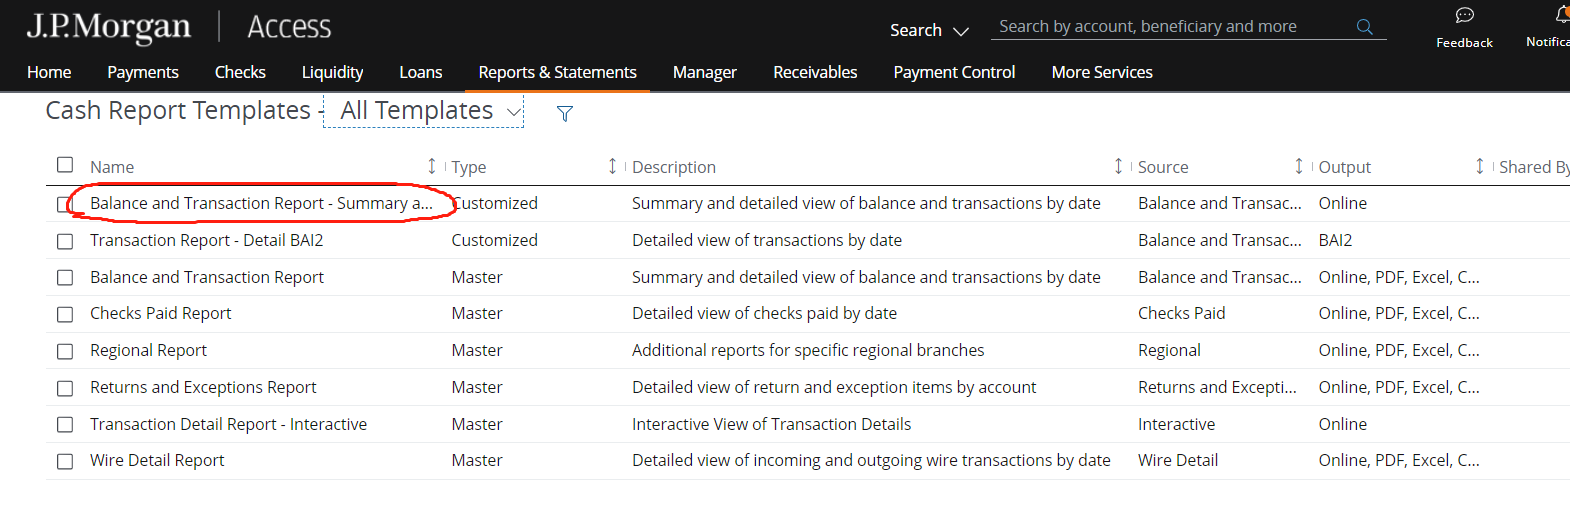 J.P.Morgan | Access
Search
Search by account, beneficiary and more
Feedback
Notifica
Home Payments Checks Liquidity Loans Reports & Statements Manager Receivables Payment Control More Services
Cash Report Templates - All Templates
Name Type Description Source Output Shared By
Balance and Transaction Report - Summary a... Customized Summary and detailed view of balance and transactions by date Balance and Transac... Online
Transaction Report - Detail BAI2 Customized Detailed view of transactions by date Balance and Transac... BAI2
Balance and Transaction Report Master Summary and detailed view of balance and transactions by date Balance and Transac... Online, PDF, Excel, C...
Checks Paid Report Master Detailed view of checks paid by date Checks Paid Online, PDF, Excel, C...
Regional Report Master Additional reports for specific regional branches Regional Online, PDF, Excel, C...
Returns and Exceptions Report Master Detailed view of return and exception items by account Returns and Excepti... Online, PDF, Excel, C...
Transaction Detail Report - Interactive Master Interactive View of Transaction Details Interactive Online
Wire Detail Report Master Detailed view of incoming and outgoing wire transactions by date Wire Detail Online, PDF, Excel, C...